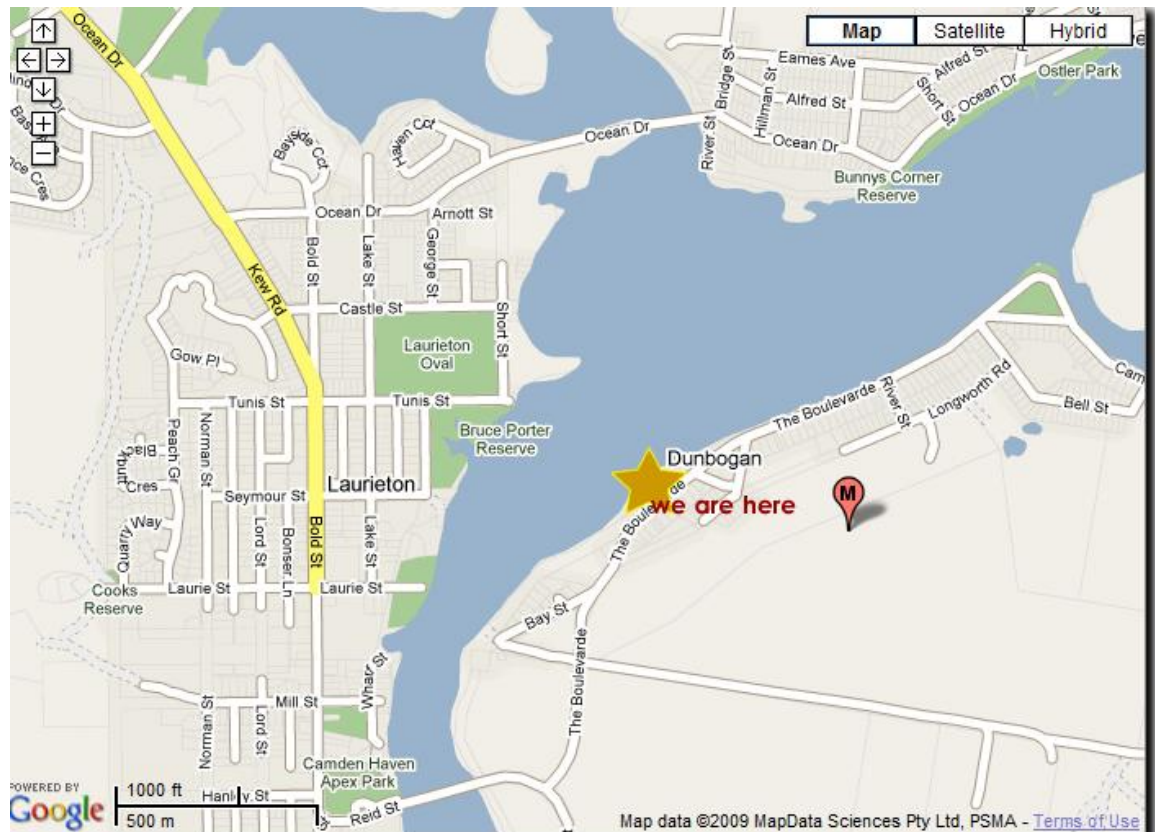 Map
Satellite
Hybrid
Ocean Dr
Eames Ave
Alfred St
Ostler Park
Bridge St
Hillman St
Alfred St
Short St
Ocean Dr
Haven Cct
Bayside Cct
Ocean Dr
River St
Ocean Dr
Bunnys Corner
Reserve
nce Cres
Ocean Dr
Arnott St
Bold St
Lake St
George St
Kew Rd
Castle St
Short St
Laurieton
Oval
Gow Pl
Tunis St
Tunis St
Bruce Porter
Reserve
The Boulevarde
River St
Longworth Rd
Bell St
Peach Gr
Norman St
Blackbutt
Cres
Seymour St
Laurieton
Dunbogan
we are here
M
The Boulevarde
Quarry Way
Lord St
Bonser Ln
Bold St
Lake St
Cooks
Reserve
Laurie St
Laurie St
Bay St
The Boulevarde
Wharf St
Norman St
Lord St
Mill St
Camden Haven
Apex Park
Hanley St
Reid St
POWERED BY
Google
1000 ft
500 m
Map data ©2009 MapData Sciences Pty Ltd, PSMA - Terms of Use